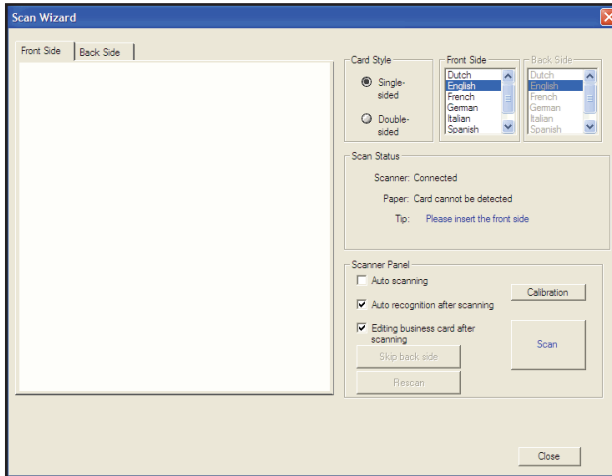 Scan Wizard
Front Side
Back Side
Card Style
Single-
sided
Double-
sided
Front Side
Dutch
English
French
German
Italian
Spanish
Back Side
Dutch
English
French
German
Italian
Spanish
Scan Status
Scanner: Connected
Paper: Card cannot be detected
Tip: Please insert the front side
Scanner Panel
Auto scanning
Auto recognition after scanning
Editing business card after
scanning
Skip back side
Rescan
Calibration
Scan
Close